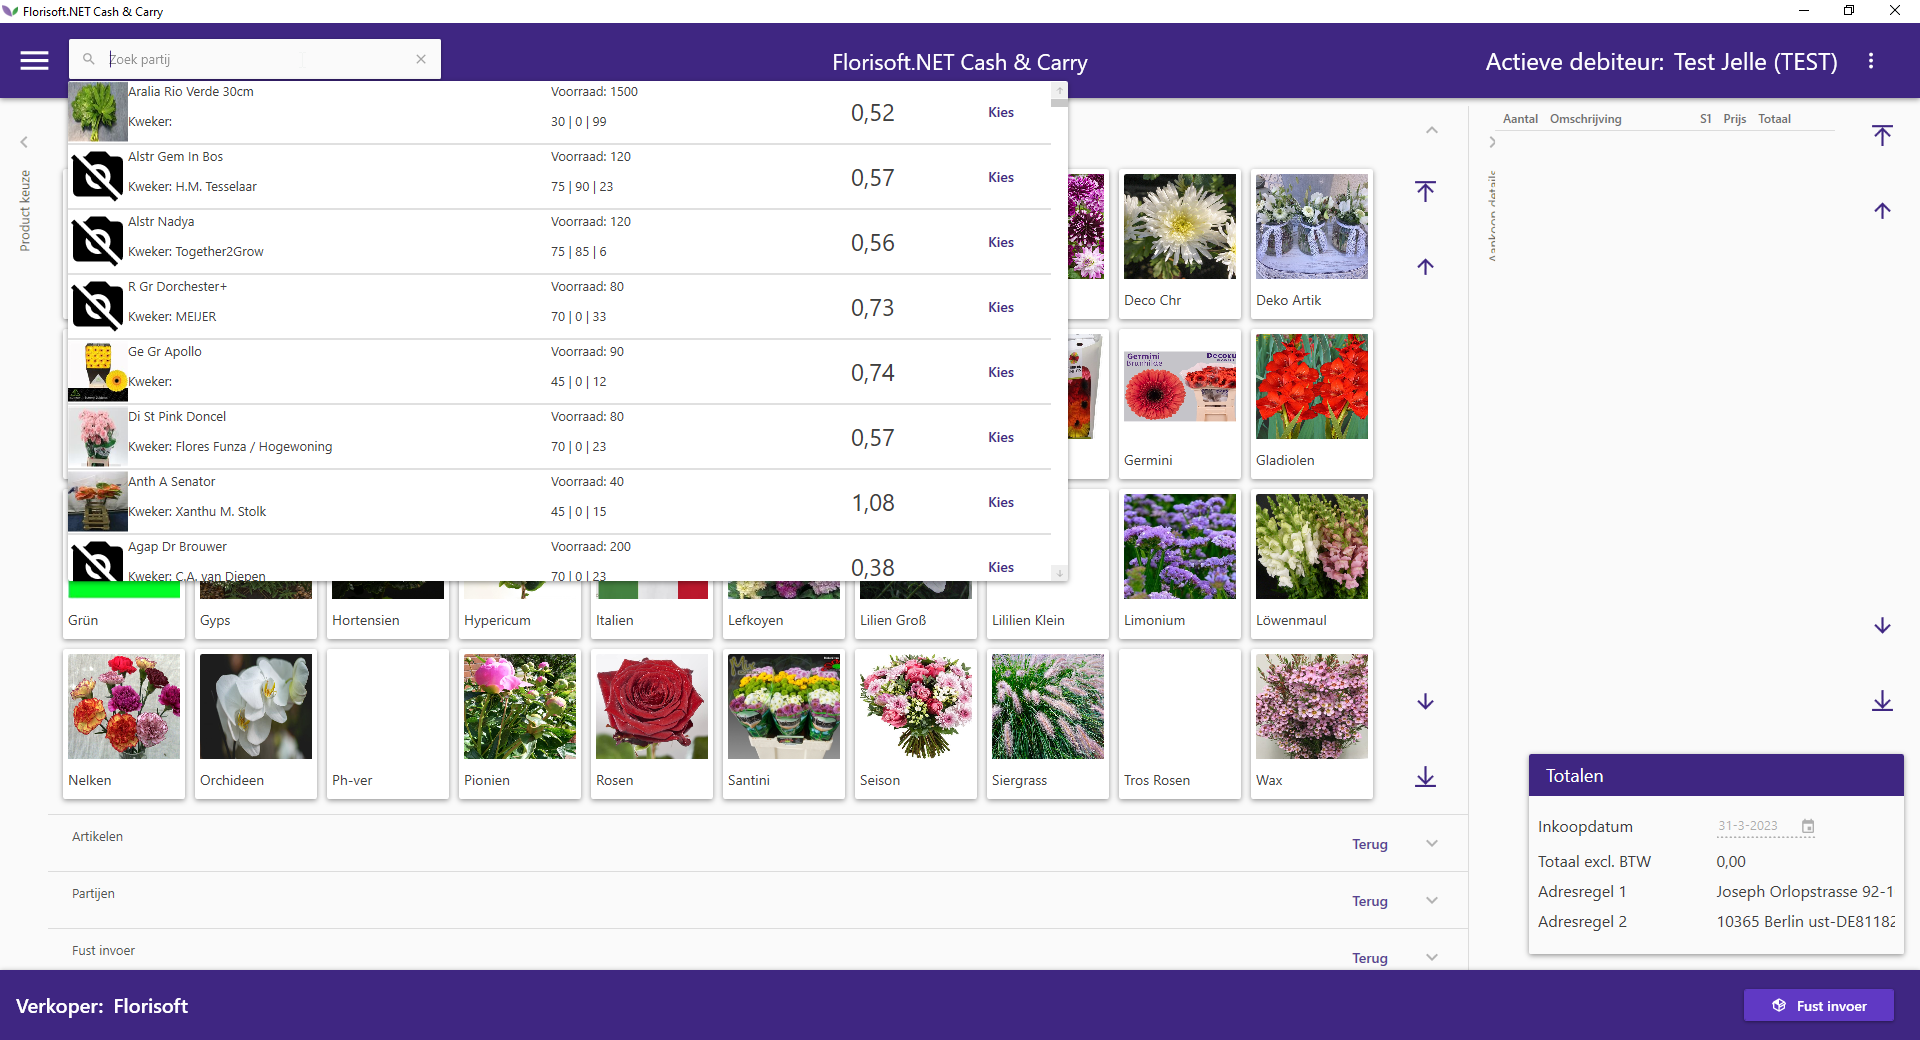 Florisoft.NET Cash & Carry
Zoek partij
Florisoft.NET Cash & Carry
Actieve debiteur: Test Jelle (TEST)
Product keuze
Aralia Rio Verde 30cm
Kweker:
Voorraad: 1500
30 | 0 | 99
0,52
Kies
Alstr Gem In Bos
Kweker: H.M. Tesselaar
Voorraad: 120
75 | 90 | 23
0,57
Kies
Alstr Nadya
Kweker: Together2Grow
Voorraad: 120
75 | 85 | 6
0,56
Kies
R Gr Dorchester+
Kweker: MEIJER
Voorraad: 80
70 | 0 | 33
0,73
Kies
Ge Gr Apollo
Kweker:
Voorraad: 90
45 | 0 | 12
0,74
Kies
Di St Pink Doncel
Kweker: Flores Funza / Hogewoning
Voorraad: 80
70 | 0 | 23
0,57
Kies
Anth A Senator
Kweker: Xanthu M. Stolk
Voorraad: 40
45 | 0 | 15
1,08
Kies
Agap Dr Brouwer
Kweker: C.A. van Diepen
Voorraad: 200
70 | 0 | 23
0,38
Kies
Deco Chr
Deko Artik
Germini
Germini
Gladiolen
Grün
Gyps
Hortensien
Hypericum
Italien
Lefkoyen
Lilien Groß
Lililien Klein
Limonium
Löwenmaul
Nelken
Orchideen
Ph-ver
Pionien
Rosen
Santini
Seison
Siergrass
Tros Rosen
Wax
Artikelen
Terug
Partijen
Terug
Fust invoer
Terug
Aankoop details
Aantal Omschrijving S1 Prijs Totaal
Totalen
Inkoopdatum 31-3-2023
Totaal excl. BTW 0,00
Adresregel 1 Joseph Orlopstrasse 92-1
Adresregel 2 10365 Berlin ust-DE81182
Verkoper: Florisoft
Fust invoer